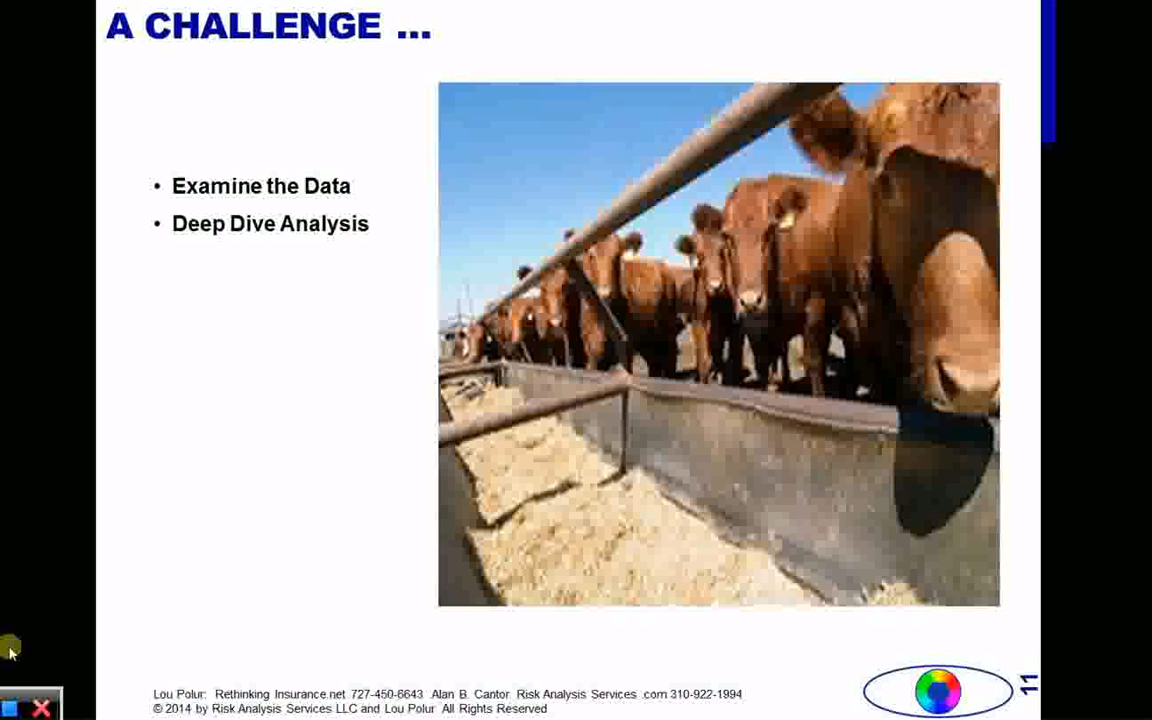 A CHALLENGE ...
Examine the Data
Deep Dive Analysis
Lou Polur: Rethinking Insurance.net 727-450-6643 Alan B. Cantor Risk Analysis Services .com 310-922-1994
© 2014 by Risk Analysis Services LLC and Lou Polur All Rights Reserved
11